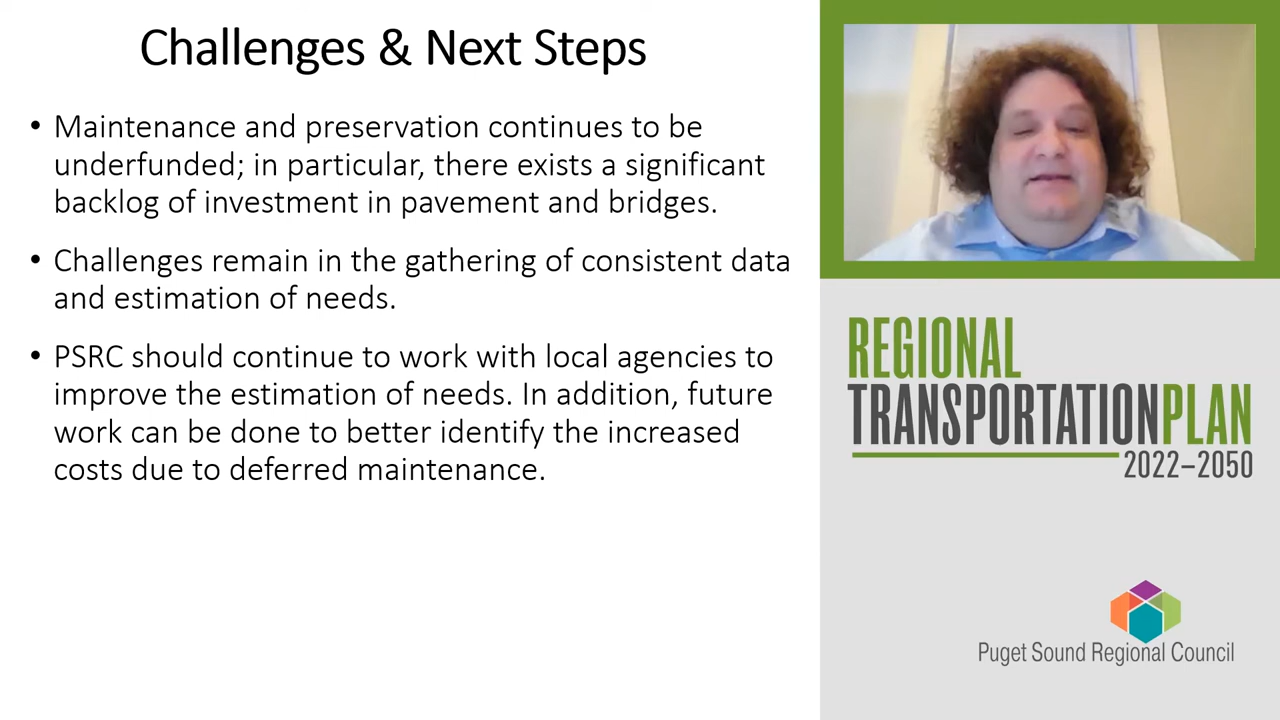 Challenges & Next Steps
• Maintenance and preservation continues to be
underfunded; in particular, there exists a significant
backlog of investment in pavement and bridges.
• Challenges remain in the gathering of consistent data
and estimation of needs.
• PSRC should continue to work with local agencies to
improve the estimation of needs. In addition, future
work can be done to better identify the increased
costs due to deferred maintenance.
REGIONAL
TRANSPORTATIONPLAN
2022–2050
Puget Sound Regional Council